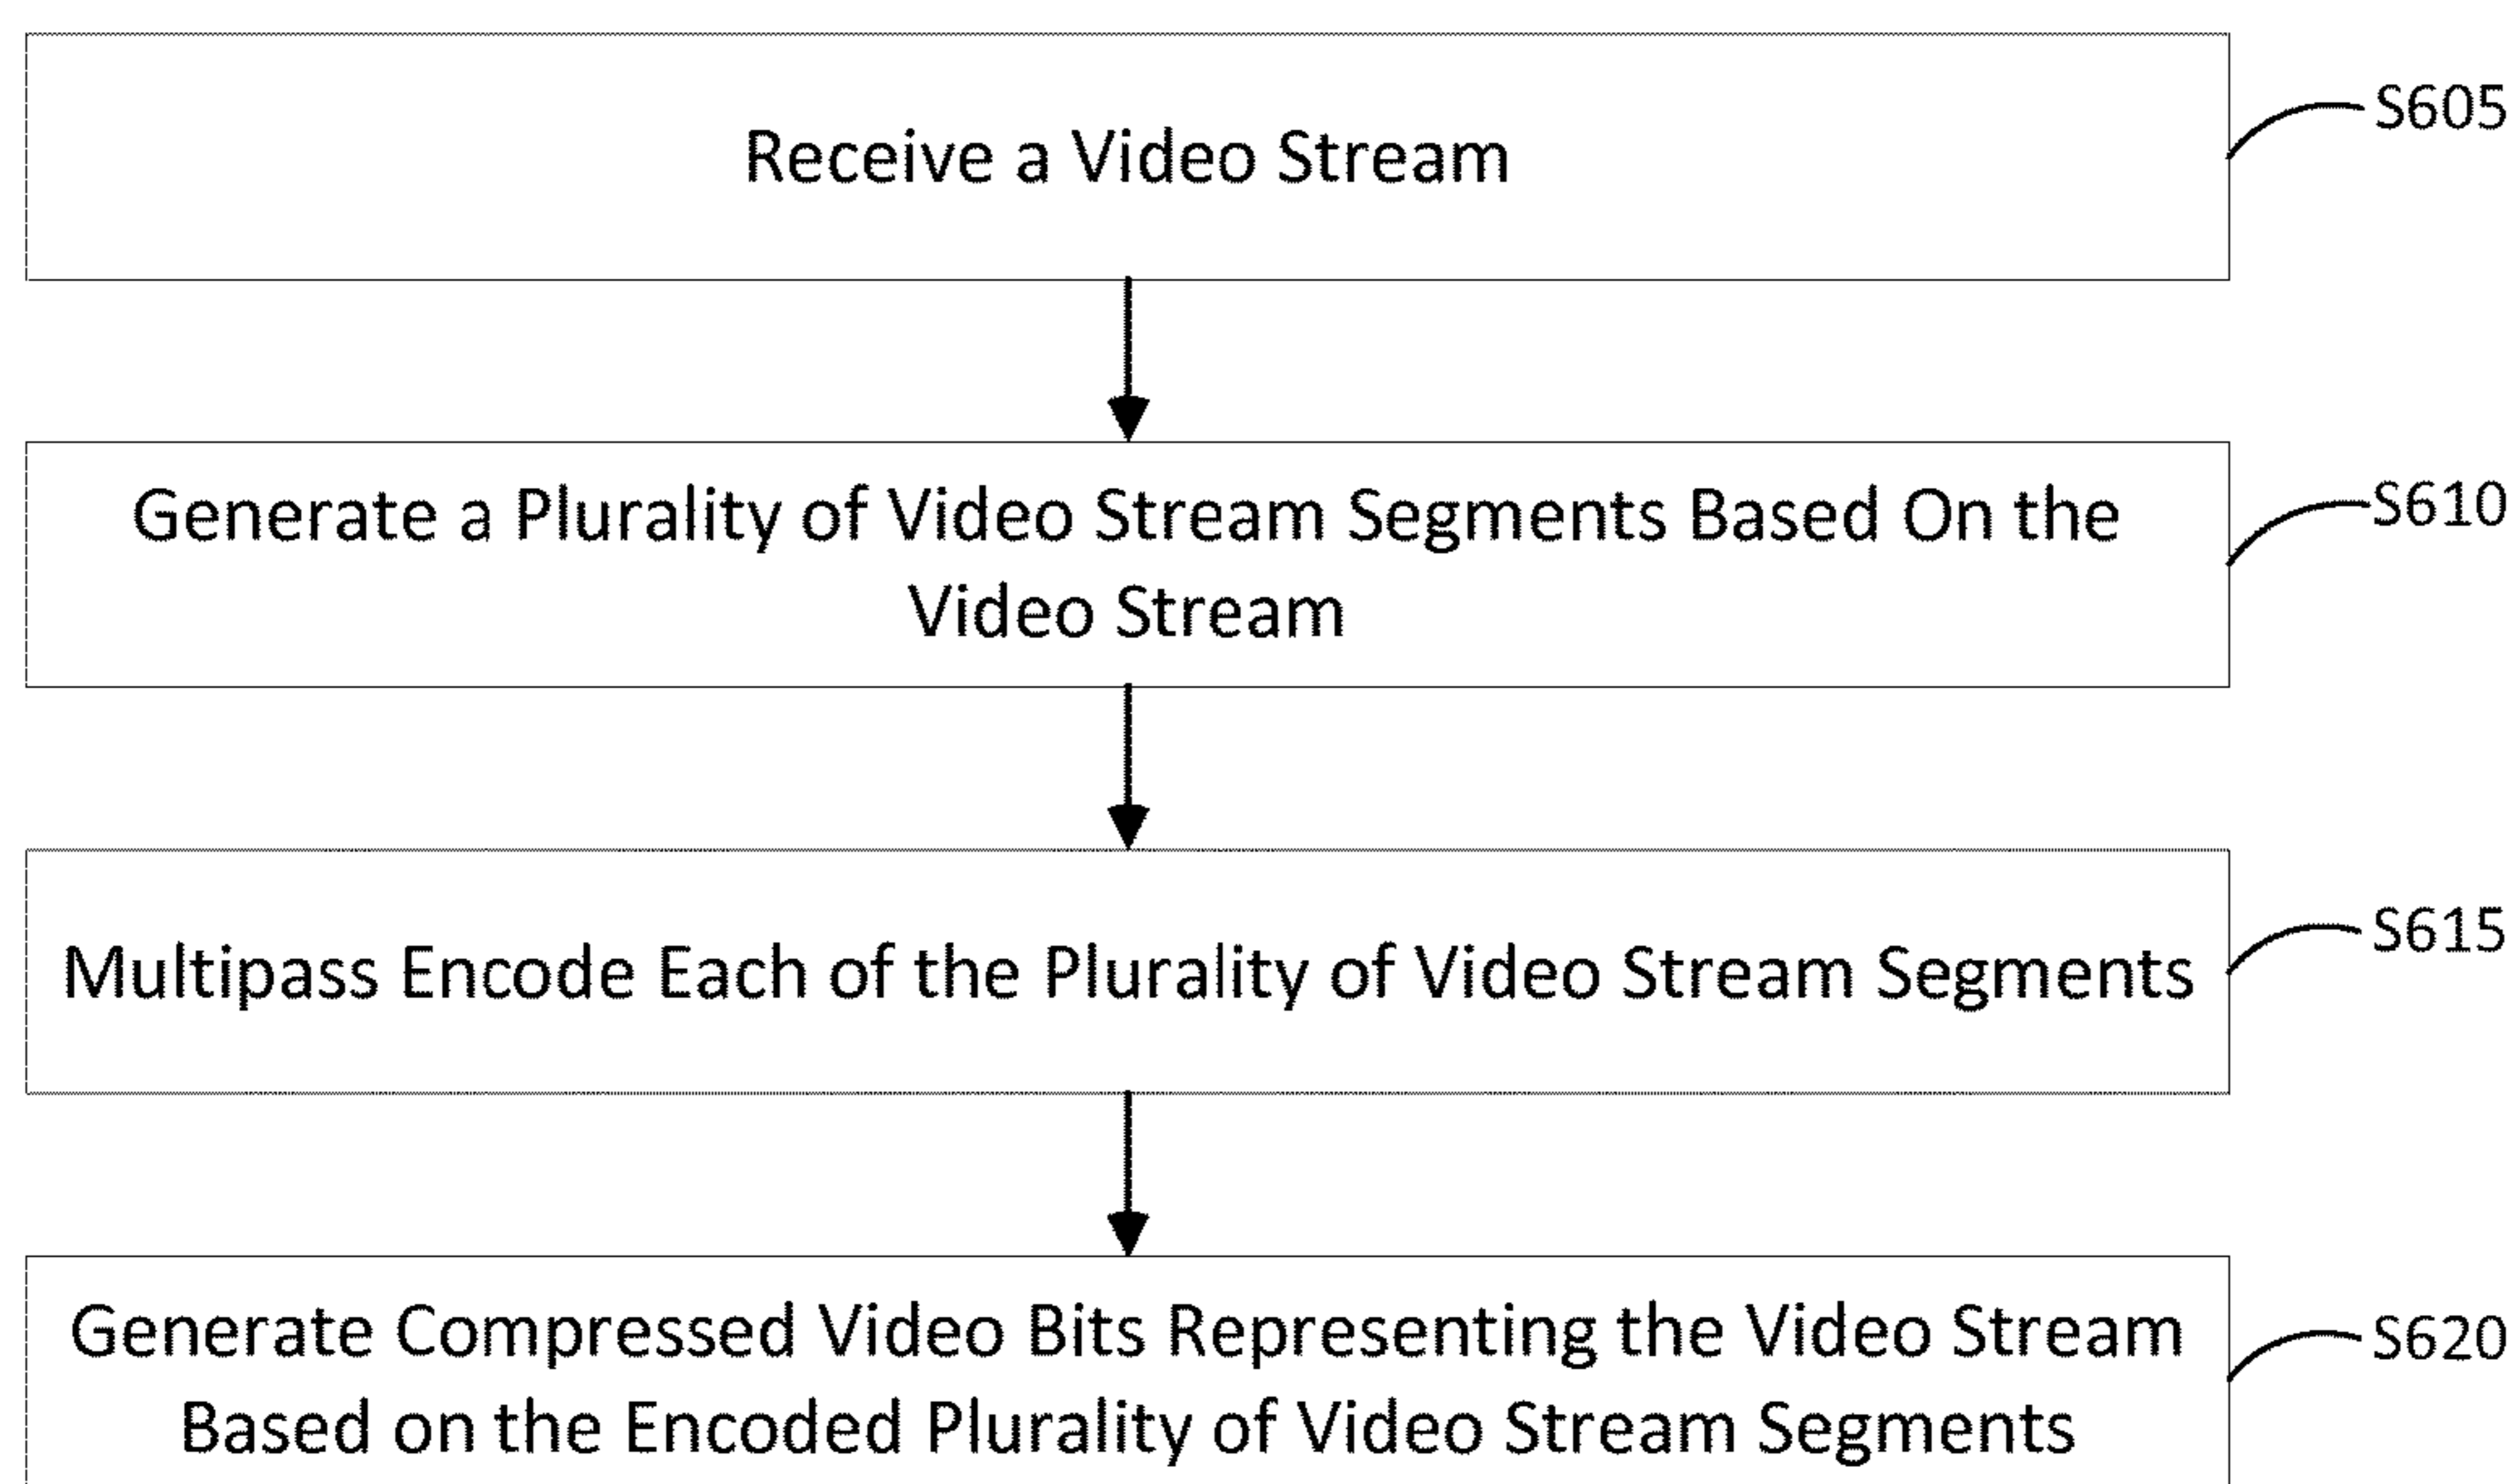 Receive a Video Stream
S605
Generate a Plurality of Video Stream Segments Based On the
Video Stream
S610
Multipass Encode Each of the Plurality of Video Stream Segments
S615
Generate Compressed Video Bits Representing the Video Stream
Based on the Encoded Plurality of Video Stream Segments
S620